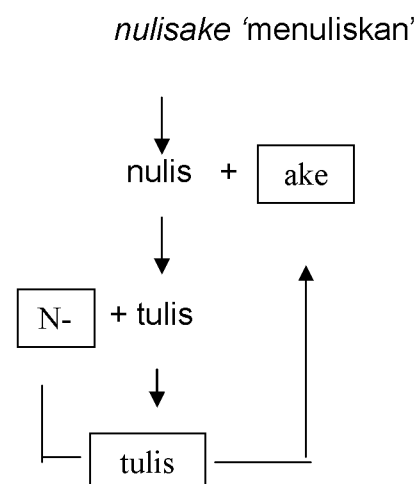 nulisake ‘menuliskan’
nulis + ake
N- + tulis
tulis